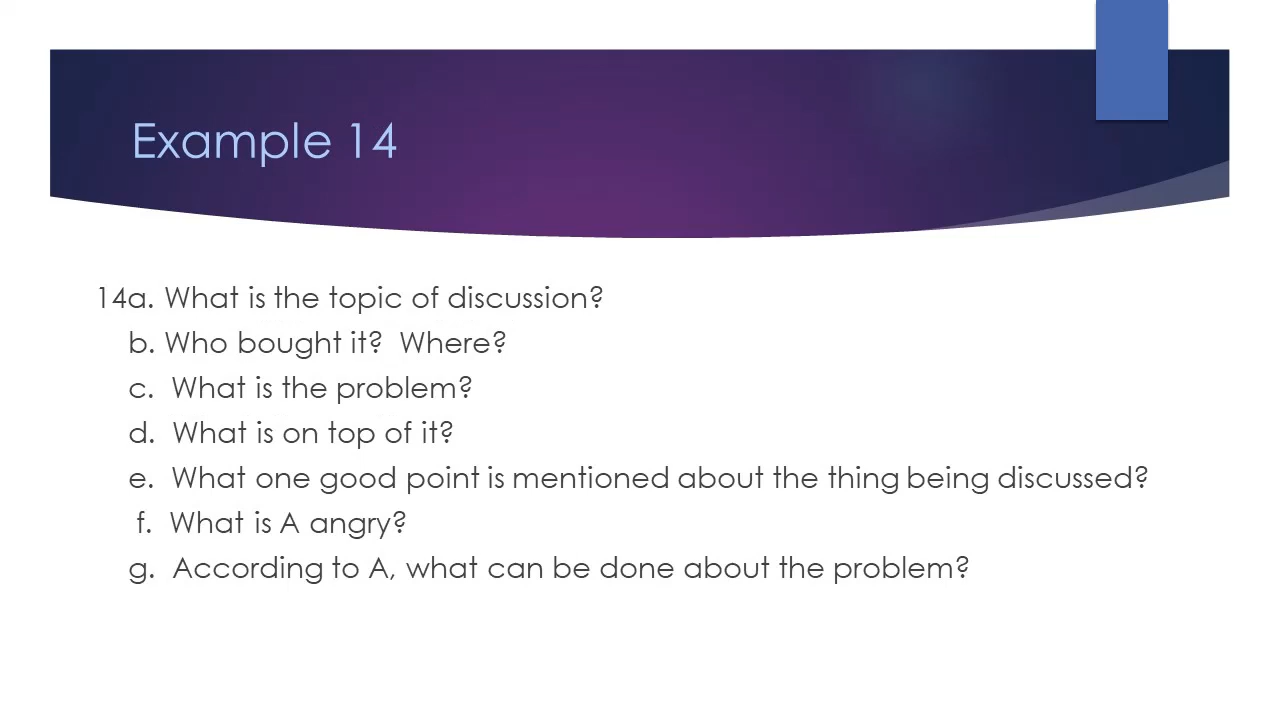 Example 14
14a. What is the topic of discussion?
b. Who bought it?  Where?
c.  What is the problem?
d.  What is on top of it?
e.  What one good point is mentioned about the thing being discussed?
f.  What is A angry?
g.  According to A, what can be done about the problem?